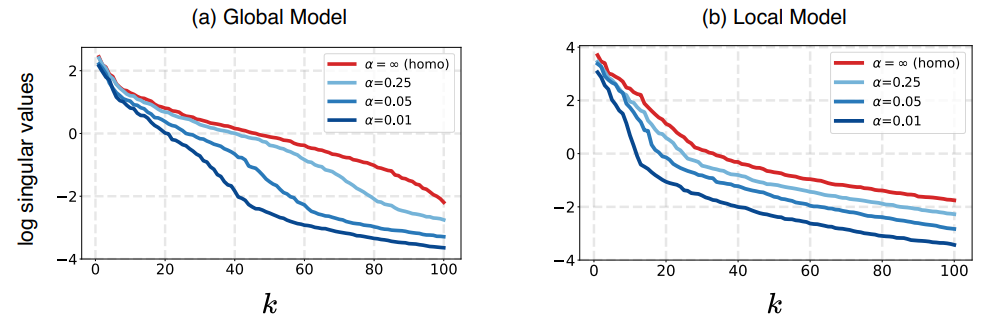 (a) Global Model
(b) Local Model
log singular values
2
0
−2
−4
0
20
40
60
80
100
k
α = ∞ (homo)
α=0.25
α=0.05
α=0.01
4
2
0
−2
−4
0
20
40
60
80
100
k
α = ∞ (homo)
α=0.25
α=0.05
α=0.01